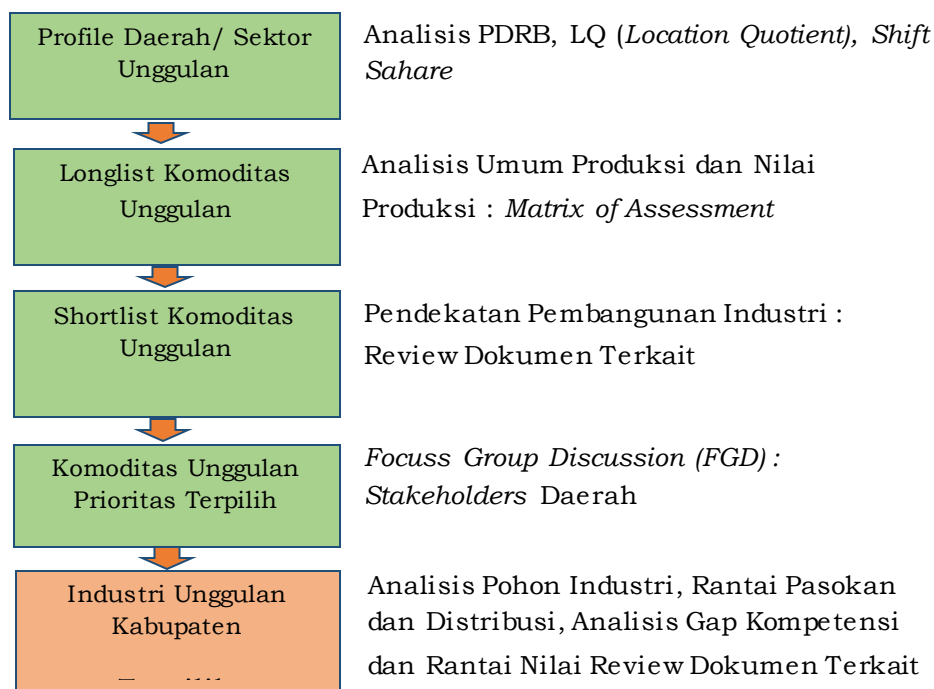 Profile Daerah/ Sektor
Unggulan
Analisis PDRB, LQ (Location Quotient), Shift
Sahare
Longlist Komoditas
Unggulan
Analisis Umum Produksi dan Nilai
Produksi : Matrix of Assessment
Shortlist Komoditas
Unggulan
Pendekatan Pembangunan Industri :
Review Dokumen Terkait
Komoditas Unggulan
Prioritas Terpilih
Focuss Group Discussion (FGD) :
Stakeholders Daerah
Industri Unggulan
Kabupaten
Analisis Pohon Industri, Rantai Pasokan
dan Distribusi, Analisis Gap Kompetensi
dan Rantai Nilai Review Dokumen Terkait